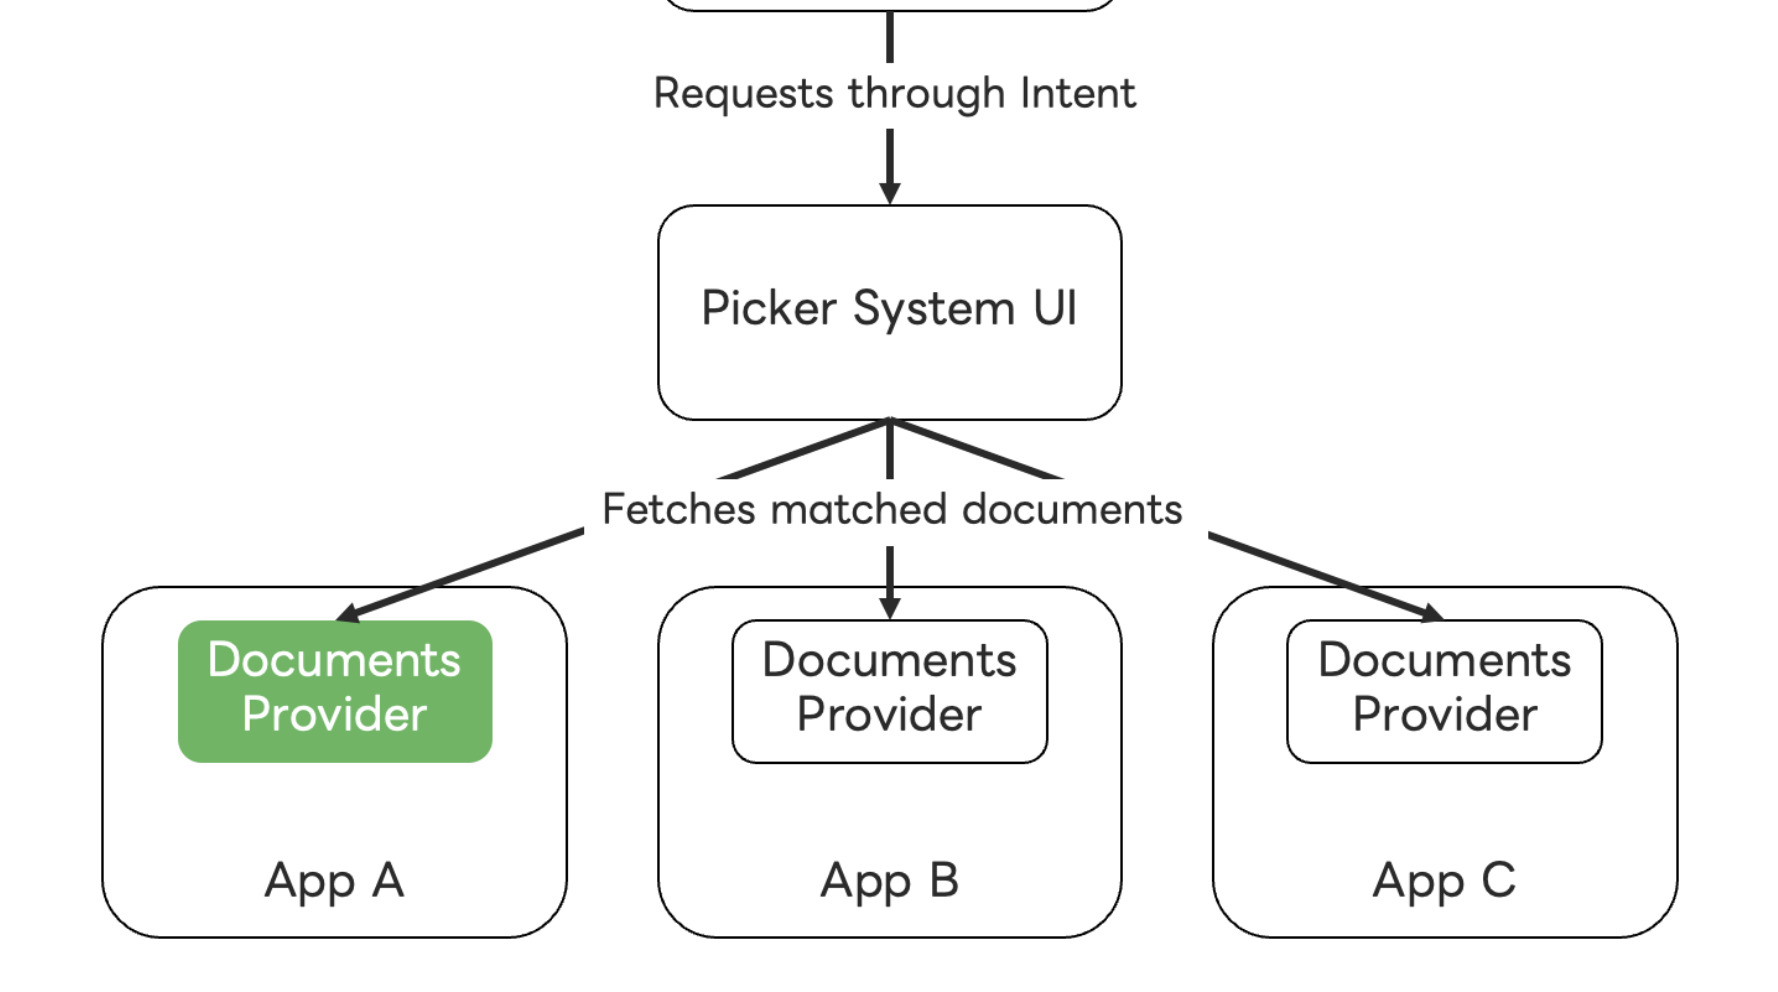 Requests through Intent
Picker System UI
Fetches matched documents
Documents
Provider
App A
Documents
Provider
App B
Documents
Provider
App C